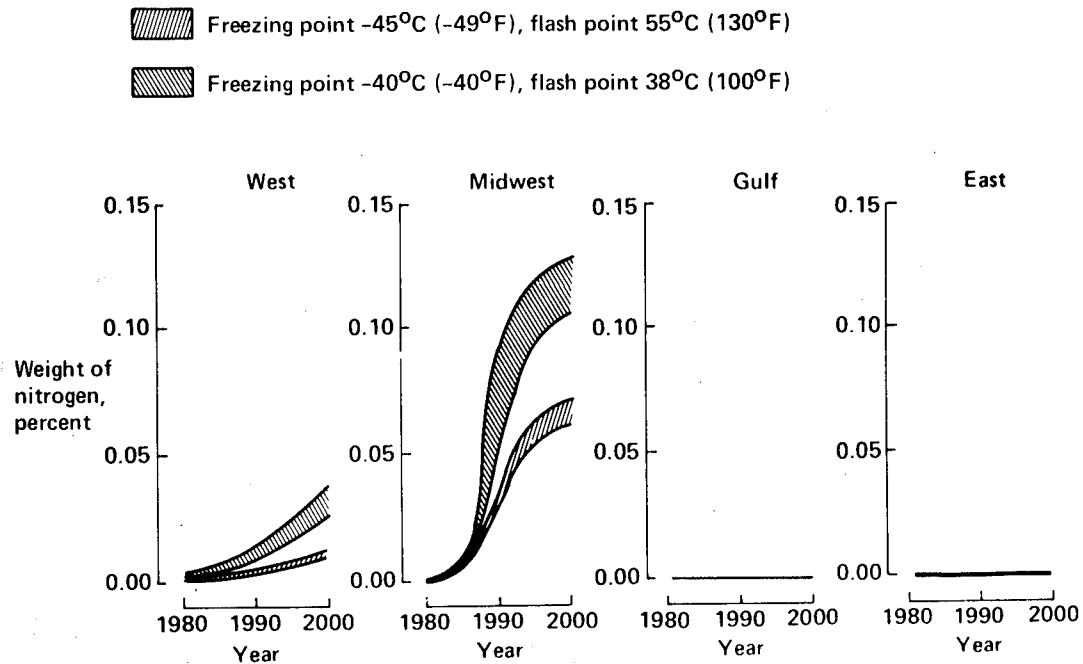 Freezing point –45°C (–49°F), flash point 55°C (130°F)
Freezing point –40°C (–40°F), flash point 38°C (100°F)
West
Midwest
Gulf
East
Weight of
nitrogen,
percent
0.15
0.10
0.05
0.00
1980 1990 2000
Year
0.15
0.10
0.05
0.00
1980 1990 2000
Year
0.15
0.10
0.05
0.00
1980 1990 2000
Year
0.15
0.10
0.05
0.00
1980 1990 2000
Year